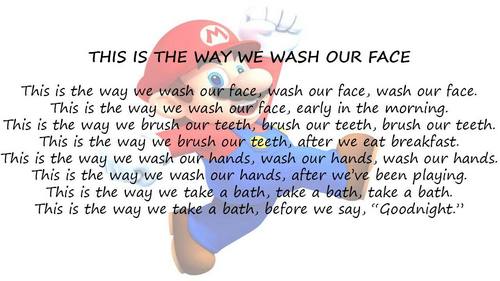 THIS IS THE WAY WE WASH OUR FACE
This is the way we wash our face, wash our face, wash our face.
This is the way we wash our face, early in the morning.
This is the way we brush our teeth, brush our teeth, brush our teeth.
This is the way we brush our teeth, after we eat breakfast.
This is the way we wash our hands, wash our hands, wash our hands.
This is the way we wash our hands, after we've been playing.
This is the way we take a bath, take a bath, take a bath.
This is the way we take a bath, before we say, “Goodnight.”
M